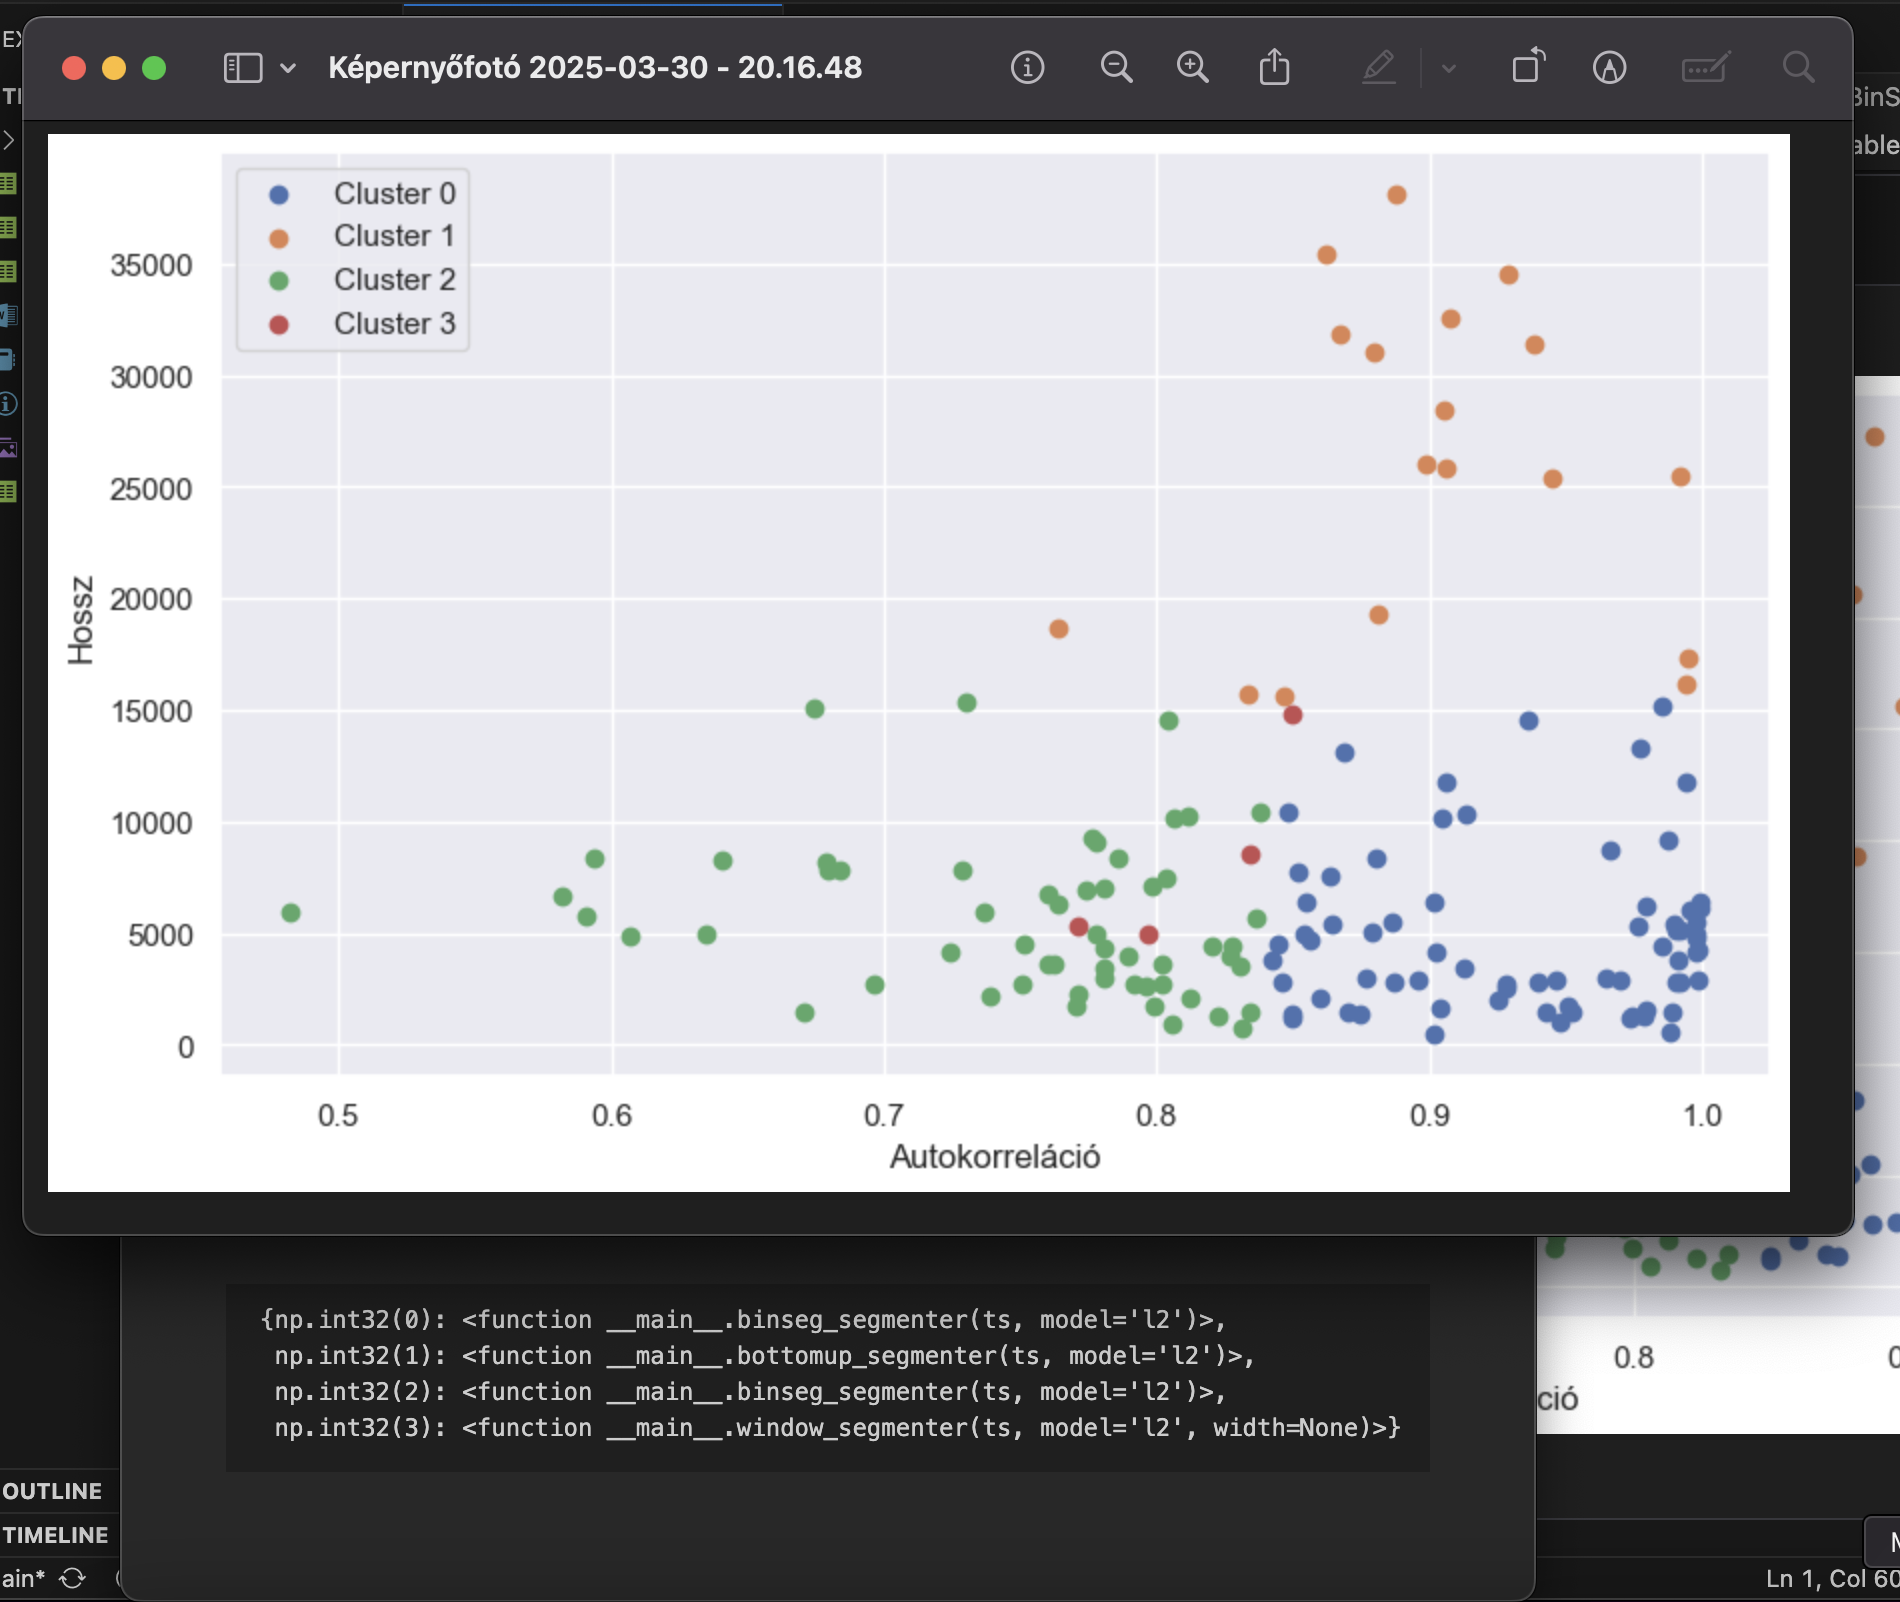 Képernyőfotó 2025-03-30 - 20.16.48
Cluster 0
Cluster 1
Cluster 2
Cluster 3
35000
30000
25000
20000
15000
10000
5000
0
Hossz
0.5 0.6 0.7 0.8 0.9 1.0
Autokorreláció
{np.int32(0): <function __main__.binseg_segmenter(ts, model='l2')>,
np.int32(1): <function __main__.bottomup_segmenter(ts, model='l2')>,
np.int32(2): <function __main__.binseg_segmenter(ts, model='l2')>,
np.int32(3): <function __main__.window_segmenter(ts, model='l2', width=None)>}
0.8
ció
OUTLINE
TIMELINE
ain*
Ln 1, Col 60